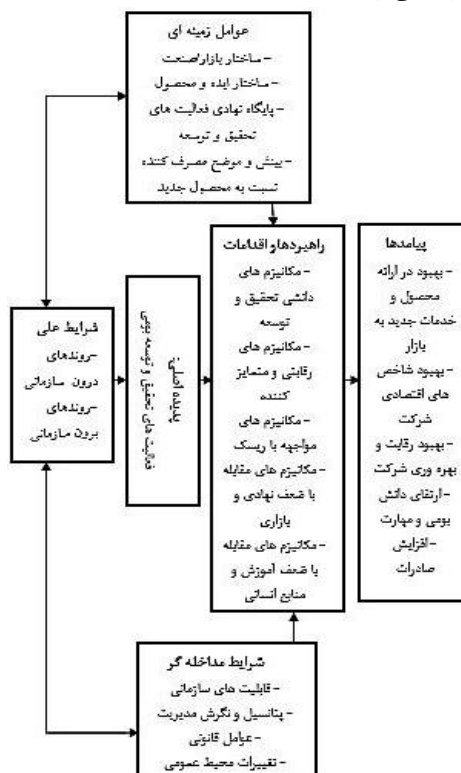 عوامل زمینه ای
-ساختار بازار/صنعت
-ساختار ایده و محصول
-پایگاه نهادی فعالیت های
تحقیق و توسعه
-بینش و موضع مصرف کننده
نسبت به محصول جدید
پیامدها
-بهبود در ارائه
محصول و
خدمات جدید به
بازار
-بهبود شاخص
های اقتصادی
شرکت
-بهبود رقابت و
بهره وری شرکت
-ارتقای دانش
بومی و مهارت
-افزایش
صادرات
راهبردها و اقدامات
-مکانیزم های
دانشی تحقیق و
توسعه
-مکانیزم های
رقابتی و متمایز
کننده
-مکانیزم های
مواجهه با ریسک
-مکانیزم های مقابله
با ضعف نهادی و
بازاری
-مکانیزم های مقابله
با ضعف آموزش و
منابع انسانی
پدیده اصلی:
فعالیت های تحقیق و توسعه بومی
شرایط علی
-روندهای
درون سازمانی
-روندهای
برون سازمانی
شرایط مداخله گر
-قابلیت های سازمانی
-پتانسیل و نگرش مدیریت
-عوامل قانونی
-تغییرات محیط عمومی